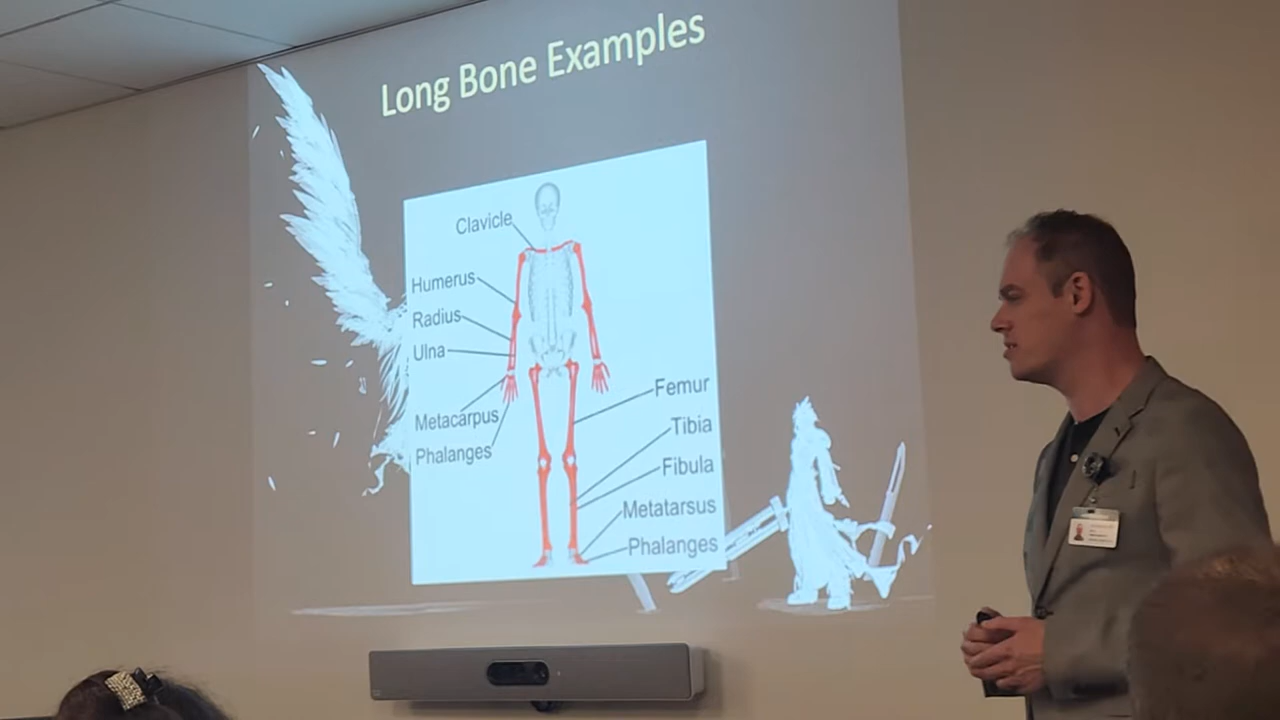 Long Bone Examples
Clavicle
Humerus
Radius
Ulna
Metacarpus
Phalanges
Femur
Tibia
Fibula
Metatarsus
Phalanges